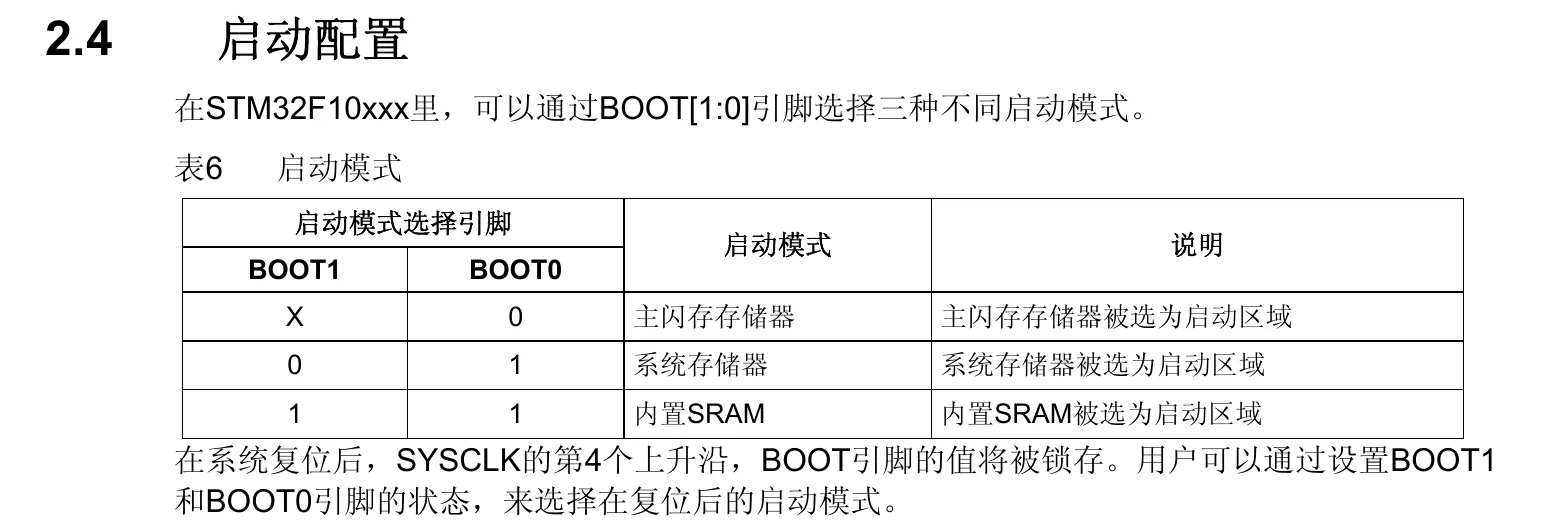 2.4 启动配置
在STM32F10xxx里，可以通过BOOT[1:0]引脚选择三种不同启动模式。
表6 启动模式
启动模式选择引脚 启动模式 说明
BOOT1 BOOT0
X 0 主闪存存储器 主闪存存储器被选为启动区域
0 1 系统存储器 系统存储器被选为启动区域
1 1 内置SRAM 内置SRAM被选为启动区域
在系统复位后，SYSCLK的第4个上升沿，BOOT引脚的值将被锁存。用户可以通过设置BOOT1
和BOOT0引脚的状态，来选择在复位后的启动模式。